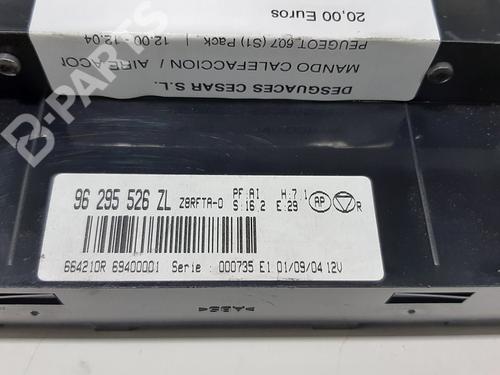 20,00 Euros
PEUGEOT 607 (S1) Pack. | 12.00 - 12.04
MANDO CALEFACCION / AIRE ACOI
DESGUACES CESAR S.L.
B-PARTS
96 295 526 ZL Z8RFTA-0 PF:AI H:7.1
S:16.2 E:29 AP R
664210R 69400001 Serie : 000735 E1 01/09/04 12V
>ABS<